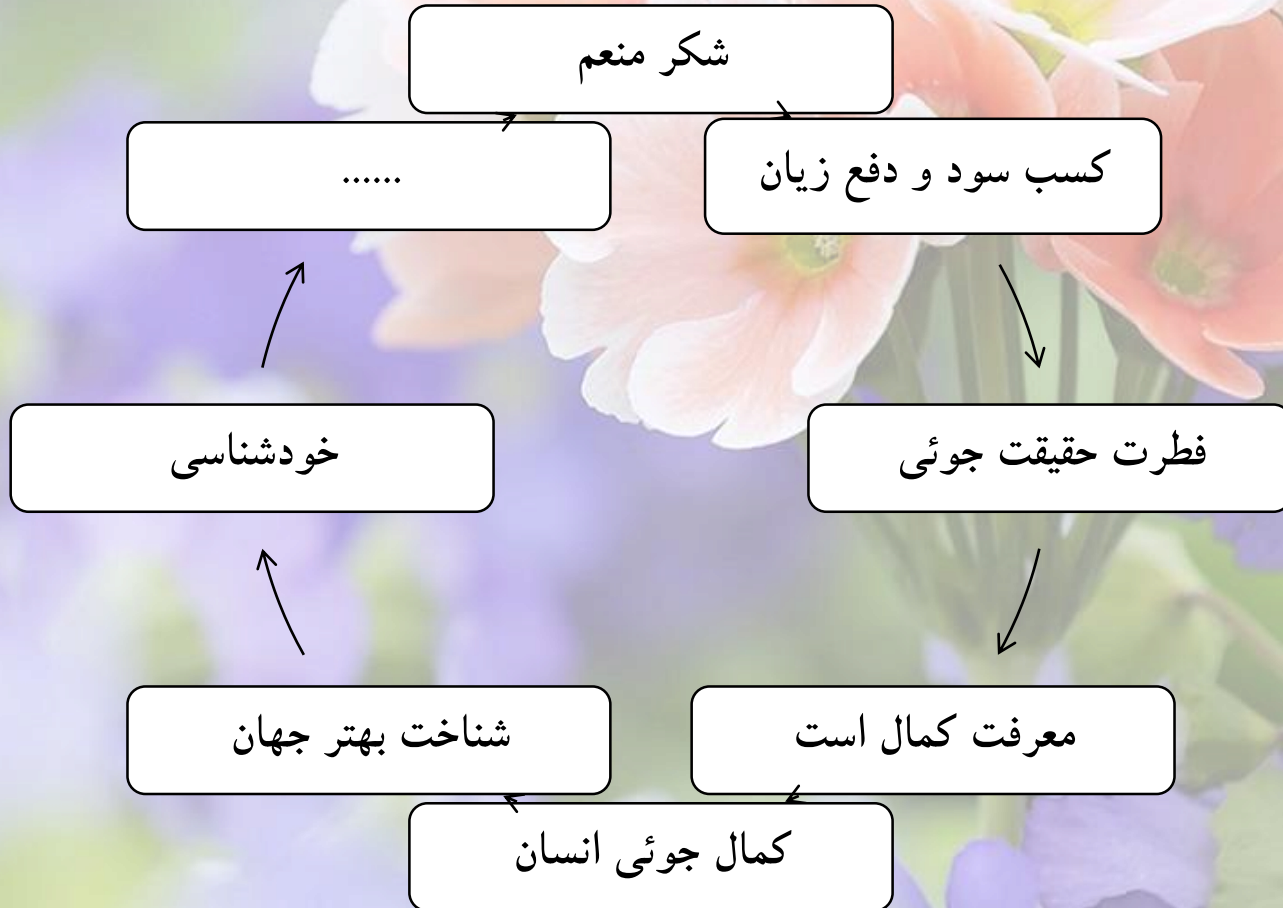 شکر منعم
کسب سود و دفع زیان
فطرت حقیقت جوئی
معرفت کمال است
کمال جوئی انسان
شناخت بهتر جهان
خودشناسی
......